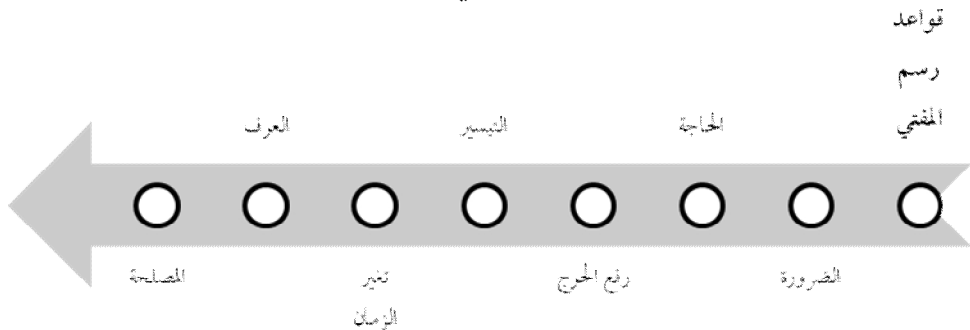 قواعد
رسم
المفتي
الضرورة
الحاجة
رفع الحرج
التيسير
تغير
الزمان
العرف
المصلحة